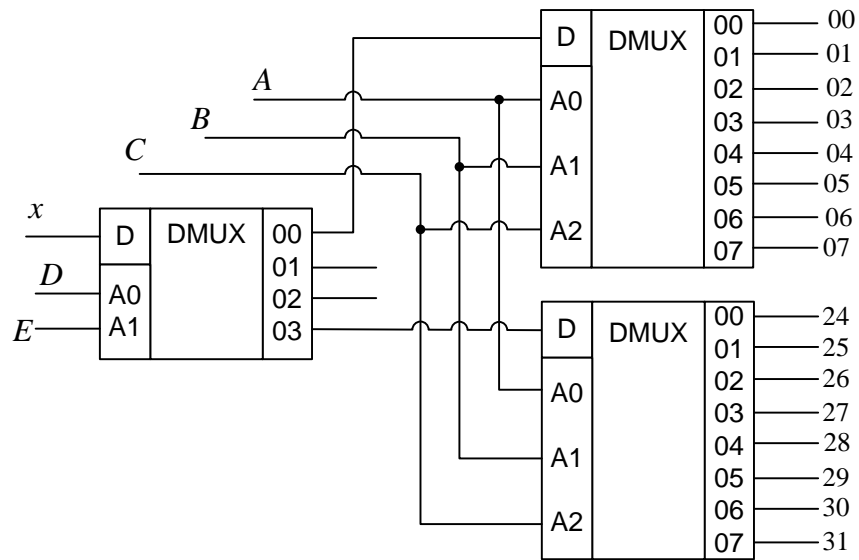 D DMUX 00 00
01 01
A 02 02
A0 03 03
B 04 04
C A1 05 05
06 06
x A2 07 07
D DMUX 00
01
D A0 02
E A1 03
D DMUX 00 24
01 25
02 26
A0 03 27
04 28
A1 05 29
06 30
A2 07 31